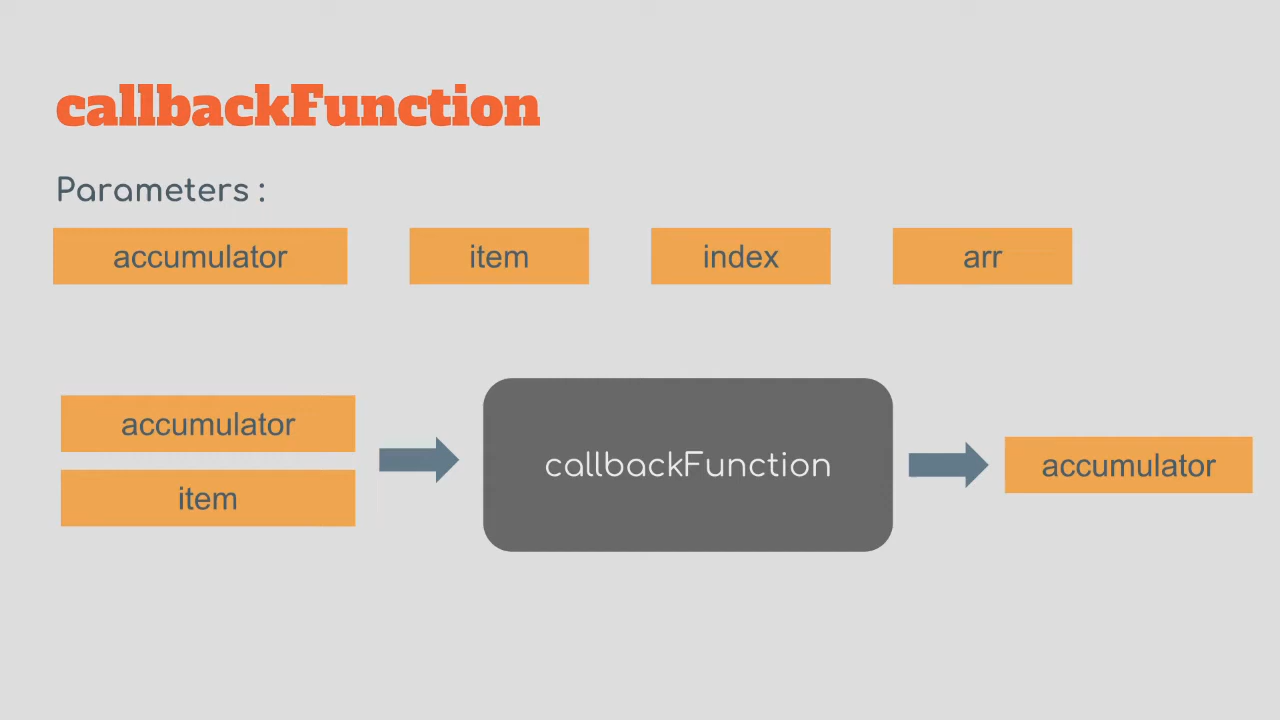 callbackFunction
Parameters :
accumulator item index arr
accumulator
item
callbackFunction
accumulator